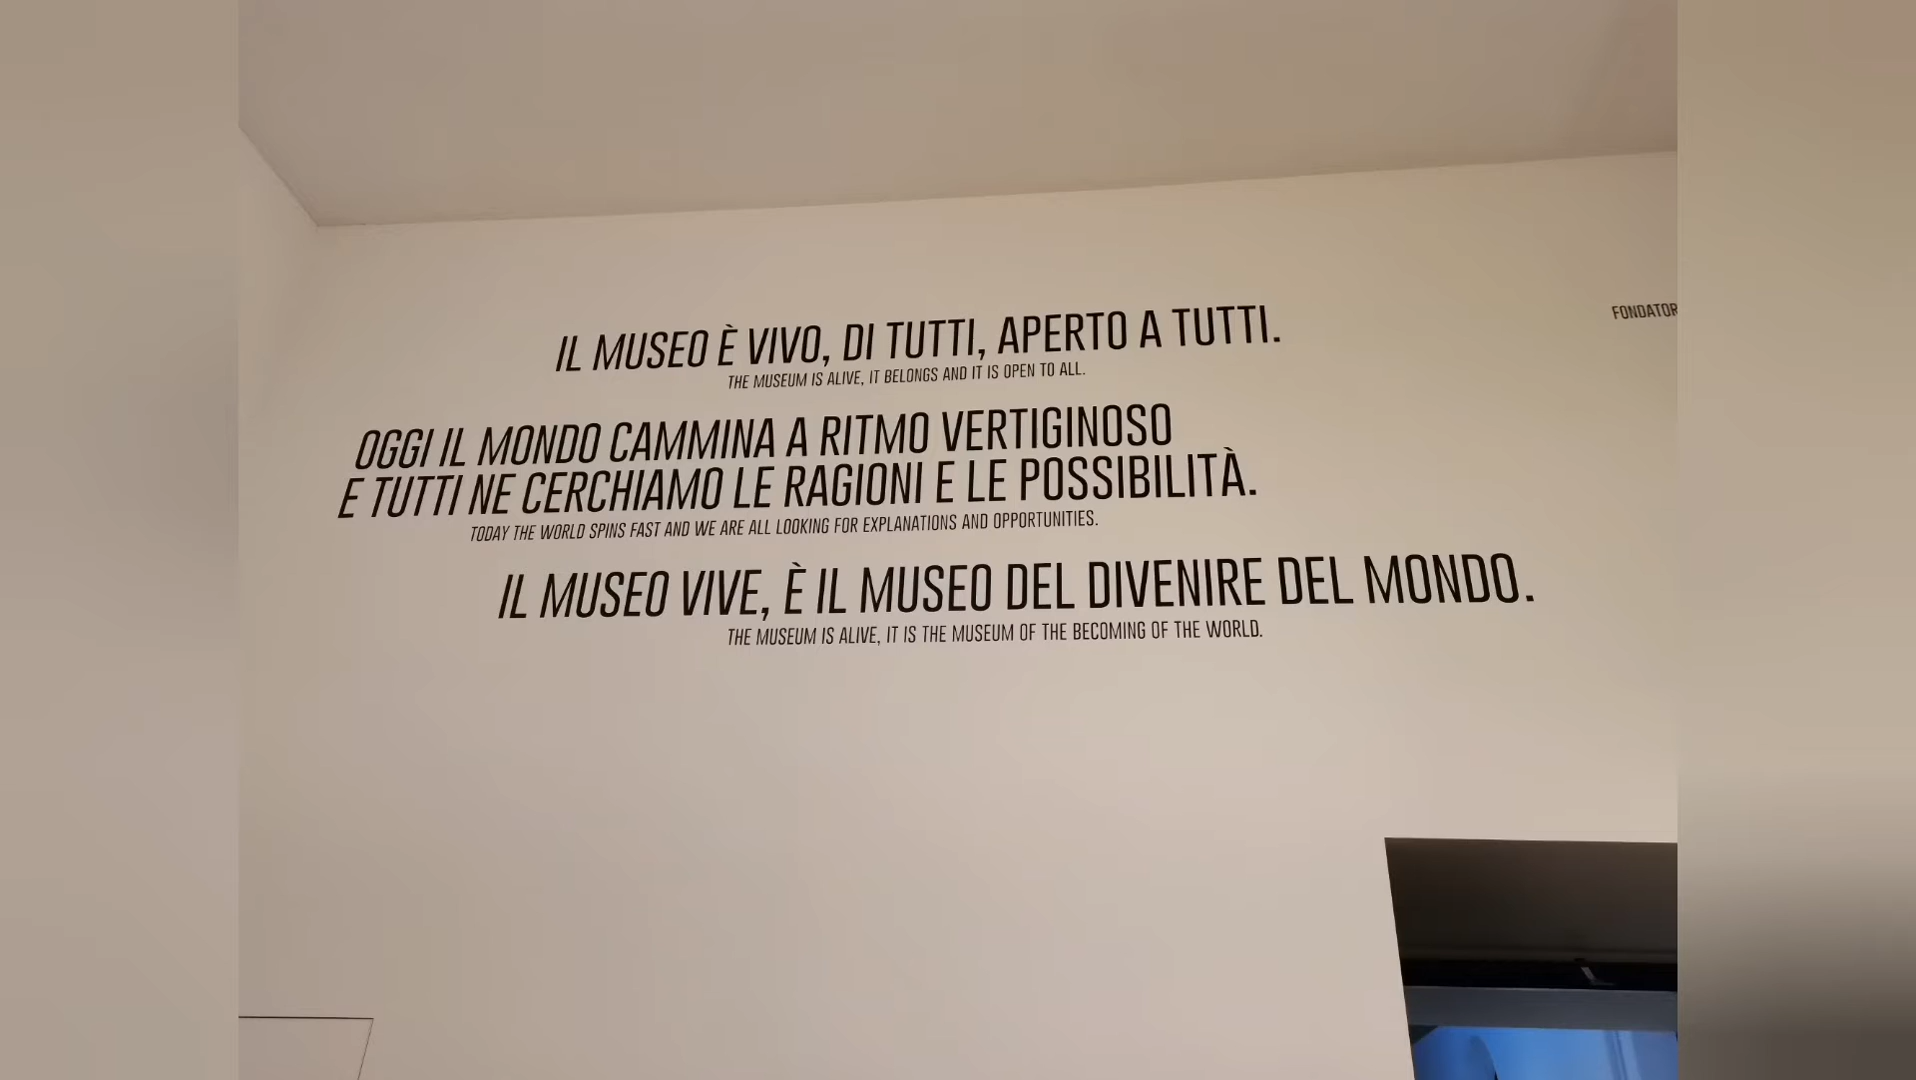 IL MUSEO È VIVO, DI TUTTI, APERTO A TUTTI.
THE MUSEUM IS ALIVE, IT BELONGS AND IT IS OPEN TO ALL.
OGGI IL MONDO CAMMINA A RITMO VERTIGINOSO
E TUTTI NE CERCHIAMO LE RAGIONI E LE POSSIBILITÀ.
TODAY THE WORLD SPINS FAST AND WE ARE ALL LOOKING FOR EXPLANATIONS AND OPPORTUNITIES.
IL MUSEO VIVE, È IL MUSEO DEL DIVENIRE DEL MONDO.
THE MUSEUM IS ALIVE, IT IS THE MUSEUM OF THE BECOMING OF THE WORLD.
FONDATOR